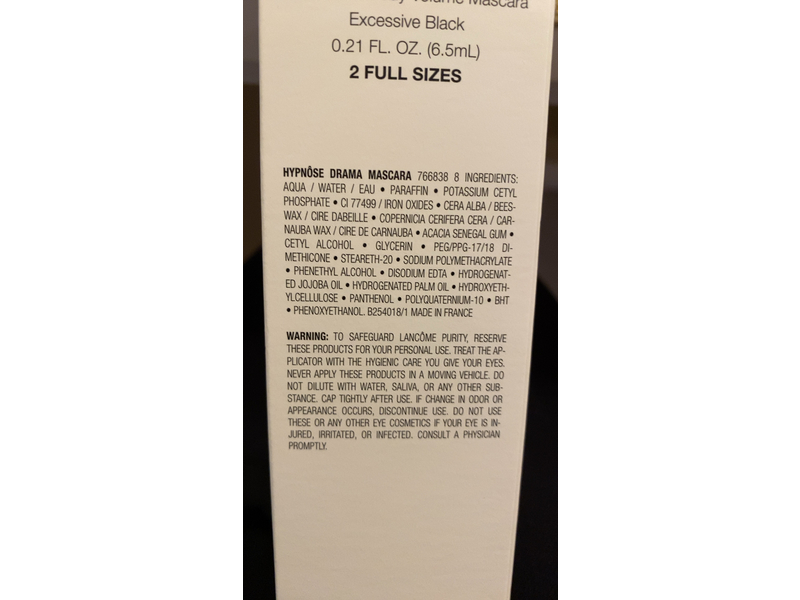 Volume Mascara
Excessive Black
0.21 FL. OZ. (6.5mL)
2 FULL SIZES
HYPNÔSE DRAMA MASCARA 766838 8 INGREDIENTS:
AQUA / WATER / EAU • PARAFFIN • POTASSIUM CETYL
PHOSPHATE • CI 77499 / IRON OXIDES • CERA ALBA / BEES-
WAX / CIRE DABEILLE • COPERNICIA CERIFERA CERA / CAR-
NAUBA WAX / CIRE DE CARNAUBA • ACACIA SENEGAL GUM •
CETYL ALCOHOL • GLYCERIN • PEG/PPG-17/18 DI-
METHICONE • STEARETH-20 • SODIUM POLYMETHACRYLATE
• PHENETHYL ALCOHOL • DISODIUM EDTA • HYDROGENAT-
ED JOJOBA OIL • HYDROGENATED PALM OIL • HYDROXYETH-
YLCELLULOSE • PANTHENOL • POLYQUATERNIUM-10 • BHT
• PHENOXYETHANOL. B254018/1 MADE IN FRANCE
WARNING: TO SAFEGUARD LANCÔME PURITY, RESERVE
THESE PRODUCTS FOR YOUR PERSONAL USE. TREAT THE AP-
PLICATOR WITH THE HYGIENIC CARE YOU GIVE YOUR EYES.
NEVER APPLY THESE PRODUCTS IN A MOVING VEHICLE. DO
NOT DILUTE WITH WATER, SALIVA, OR ANY OTHER SUB-
STANCE. CAP TIGHTLY AFTER USE. IF CHANGE IN ODOR OR
APPEARANCE OCCURS, DISCONTINUE USE. DO NOT USE
THESE OR ANY OTHER EYE COSMETICS IF YOUR EYE IS IN-
JURED, IRRITATED, OR INFECTED. CONSULT A PHYSICIAN
PROMPTLY.